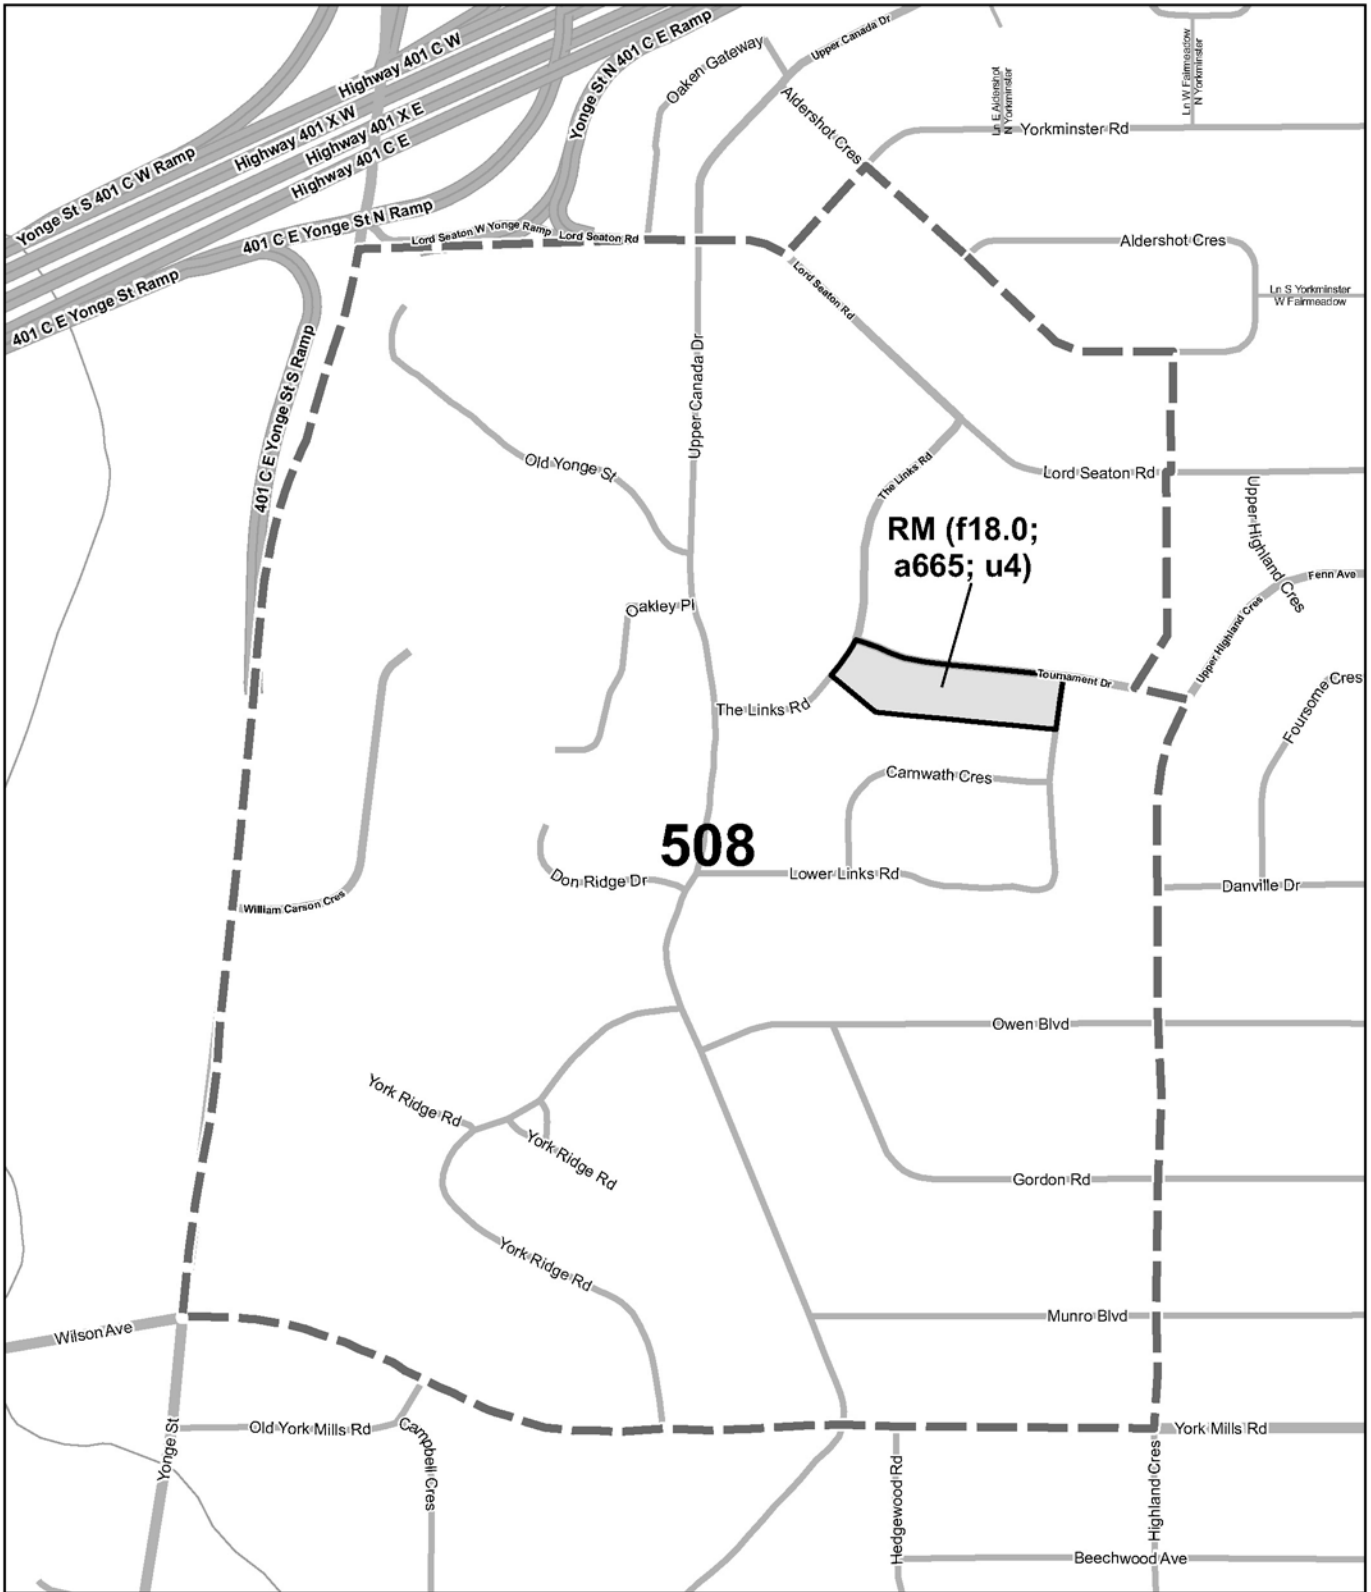 Highway 401 C W
Highway 401 X W
Highway 401 X E
Highway 401 C E
Yonge St N 401 C E Ramp
Yonge St S 401 C W Ramp
401 C E Yonge St N Ramp
401 C E Yonge St Ramp
401 C E Yonge St S Ramp
Oaken Gateway
Upper Canada Dr
Aldershot Cres
Ln E Aldershot
N Yorkminster
Ln W Fairmeadow
N Yorkminster
Yorkminster Rd
Lord Seaton W Yonge Ramp
Lord Seaton Rd
Lord Seaton Rd
Aldershot Cres
Ln S Yorkminster
W Fairmeadow
Upper Canada Dr
Old Yonge St
The Links Rd
Lord Seaton Rd
Upper Highland Cres
RM (f18.0;
a665; u4)
Fenn Ave
Upper Highland Cres
Oakley Pl
Tournament Dr
Foursome Cres
The Links Rd
Carnwath Cres
508
Don Ridge Dr
Lower Links Rd
Danville Dr
William Carson Cres
Owen Blvd
York Ridge Rd
York Ridge Rd
Gordon Rd
York Ridge Rd
Munro Blvd
Wilson Ave
Yonge St
Old York Mills Rd
Campbell Cres
York Mills Rd
Hedgewood Rd
Highland Cres
Beechwood Ave